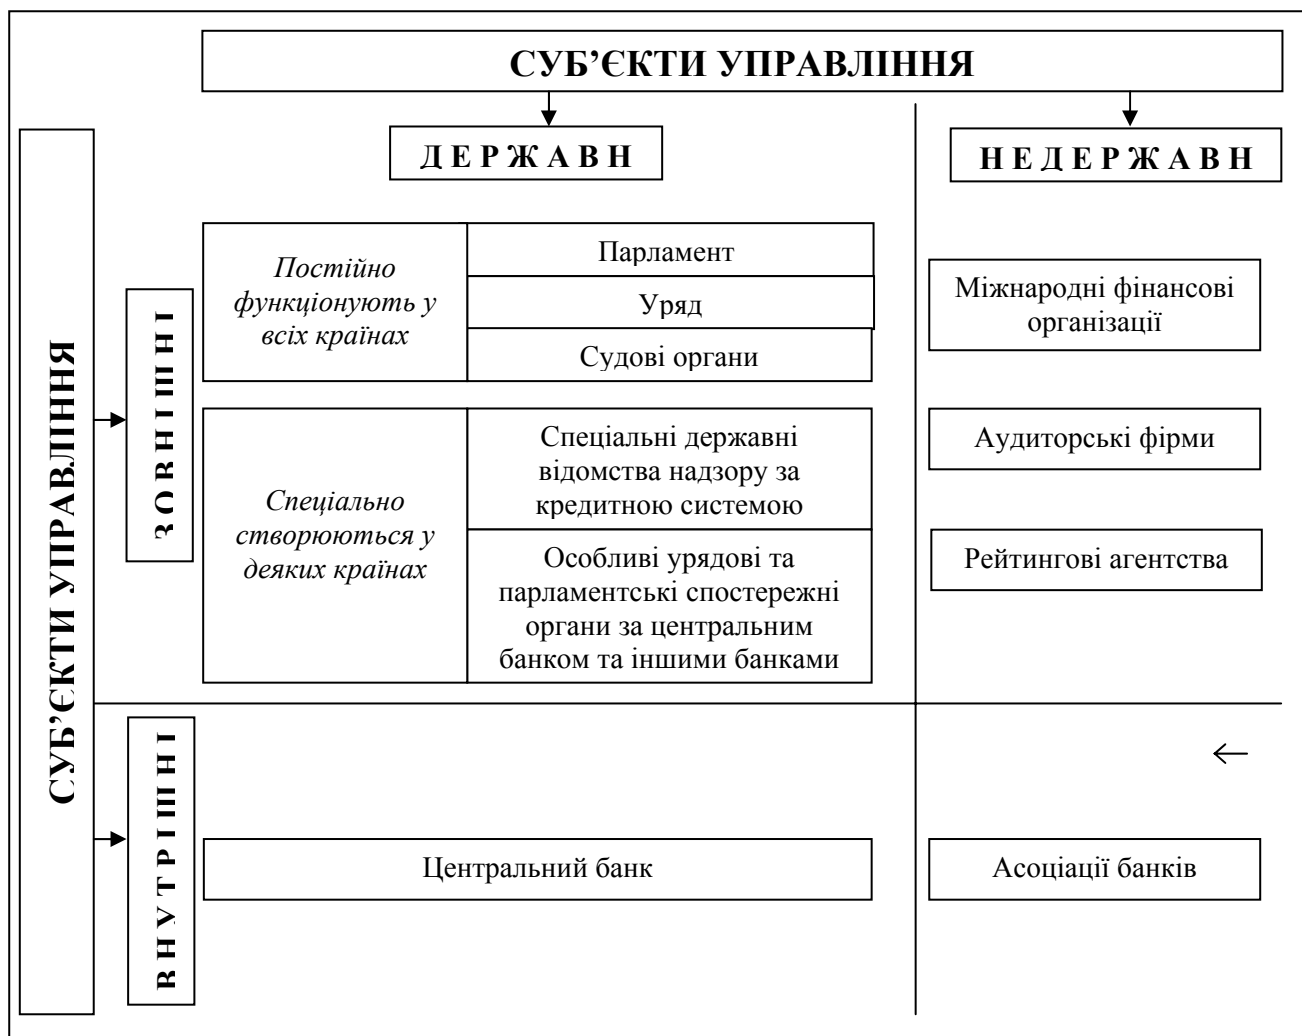 СУБ’ЄКТИ УПРАВЛІННЯ
Д Е Р Ж А В Н
Н Е Д Е Р Ж А В Н
СУБ’ЄКТИ УПРАВЛІННЯ
З О В Н І Ш Н І
Постійно
функціонують у
всіх країнах
Парламент
Уряд
Судові органи
Міжнародні фінансові
організації
Спеціально
створюються у
деяких країнах
Спеціальні державні
відомства надзору за
кредитною системою
Особливі урядові та
парламентські спостережні
органи за центральним
банком та іншими банками
Аудиторські фірми
Рейтингові агентства
В Н У Т Р І Ш Н І
Центральний банк
Асоціації банків